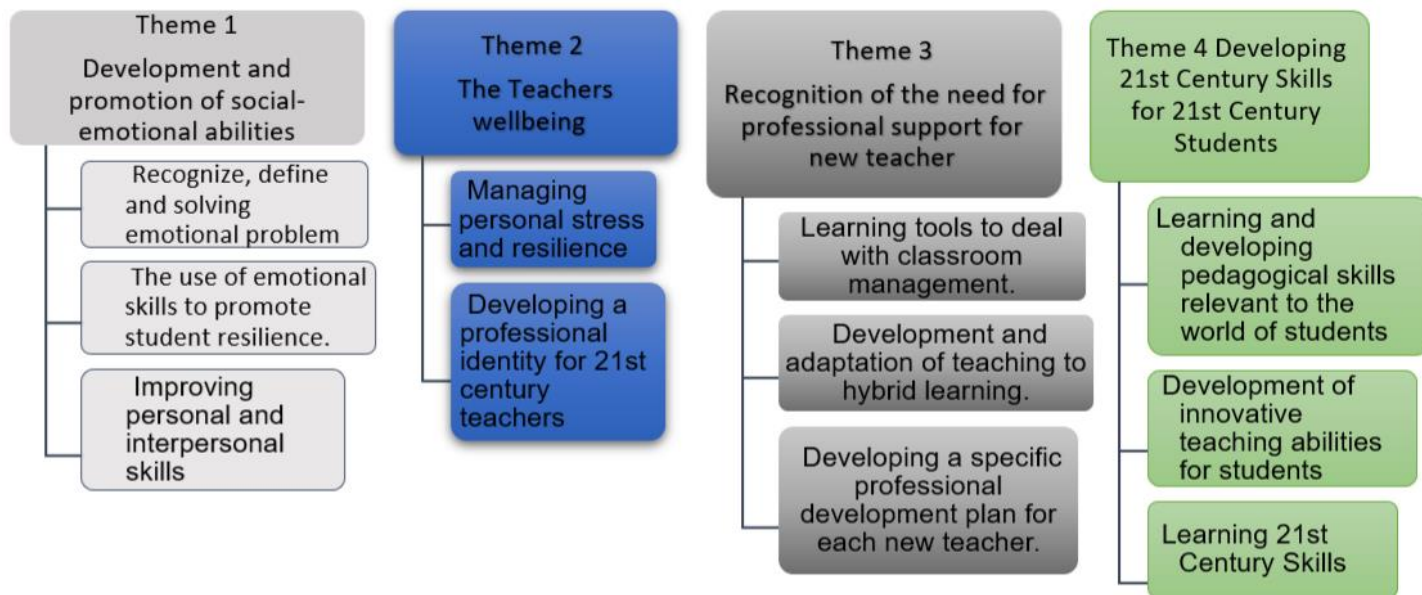 Theme 1
Development and
promotion of social-
emotional abilities
Recognize, define
and solving
emotional problem
The use of emotional
skills to promote
student resilience.
Improving
personal and
interpersonal
skills
Theme 2
The Teachers
wellbeing
Managing
personal stress
and resilience
Developing a
professional
identity for 21st
century
teachers
Theme 3
Recognition of the need for
professional support for
new teacher
Learning tools to deal
with classroom
management.
Development and
adaptation of teaching to
hybrid learning.
Developing a specific
professional
development plan for
each new teacher.
Theme 4 Developing
21st Century Skills
for 21st Century
Students
Learning and
developing
pedagogical skills
relevant to the
world of students
Development of
innovative
teaching abilities
for students
Learning 21st
Century Skills